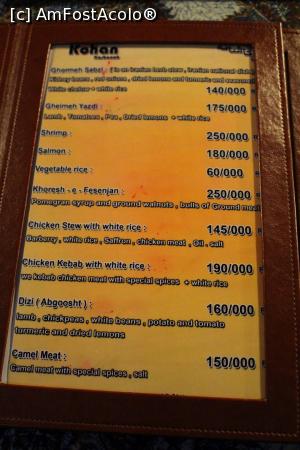 [c] AmFostAcolo®
Kohan
Ghormeh Sabzi : ( is an iranian lamb stew , iranian national dishe
kidney beans , red onions , dried lemons and turmeric and seasoned
White chelow + white rice 140/000
Gheimeh Yazdi : 175/000
Lamb , Tomatoes , Pea , Dried lemons + white rice
Shrimp : 250/000
Salmon : 180/000
Vegetable rice : 60/000
Khoresh - e - Fesenjan : 250/000
Pomegran syrup and ground walnuts , bulls of Ground meat
Chicken Stew with white rice : 145/000
Barberry , white rice , Saffron , chicken meat , Oil , salt
Chicken Kebab with white rice : 190/000
we kebab chicken meat with special spices + white rice
Dizi ( Abgoosht ) : 160/000
lamb , chickpeas , white beans , potato and tomato
turmeric and dried lemons
Camel Meat : 150/000
Camel meat with special spices , salt